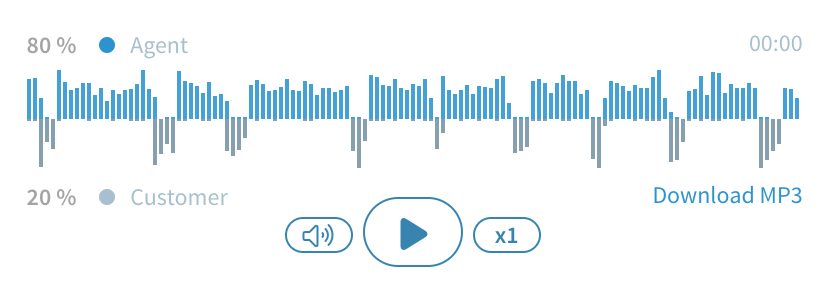 80 % Agent 00:00
20 % Customer Download MP3
x1